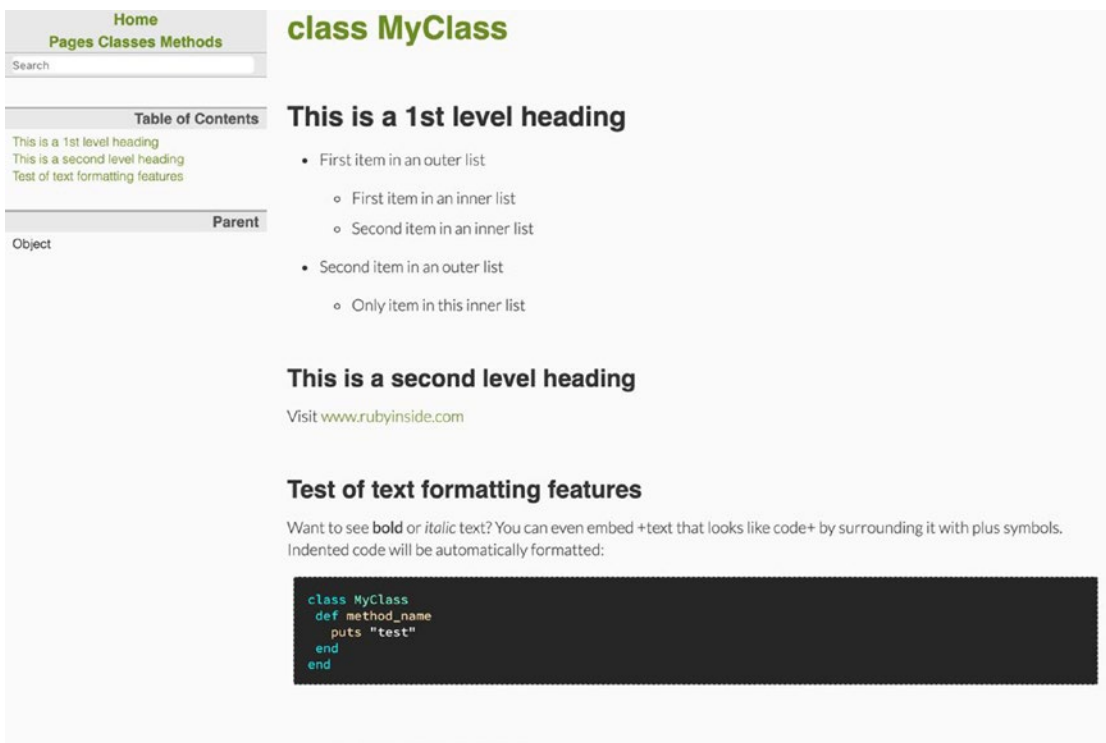 Home
Pages Classes Methods
Search
Table of Contents
This is a 1st level heading
This is a second level heading
Test of text formatting features
Parent
Object
class MyClass
This is a 1st level heading
• First item in an outer list
◦ First item in an inner list
◦ Second item in an inner list
• Second item in an outer list
◦ Only item in this inner list
This is a second level heading
Visit www.rubyinside.com
Test of text formatting features
Want to see bold or italic text? You can even embed +text that looks like code+ by surrounding it with plus symbols.
Indented code will be automatically formatted:
class MyClass
 def method_name
   puts "test"
 end
end